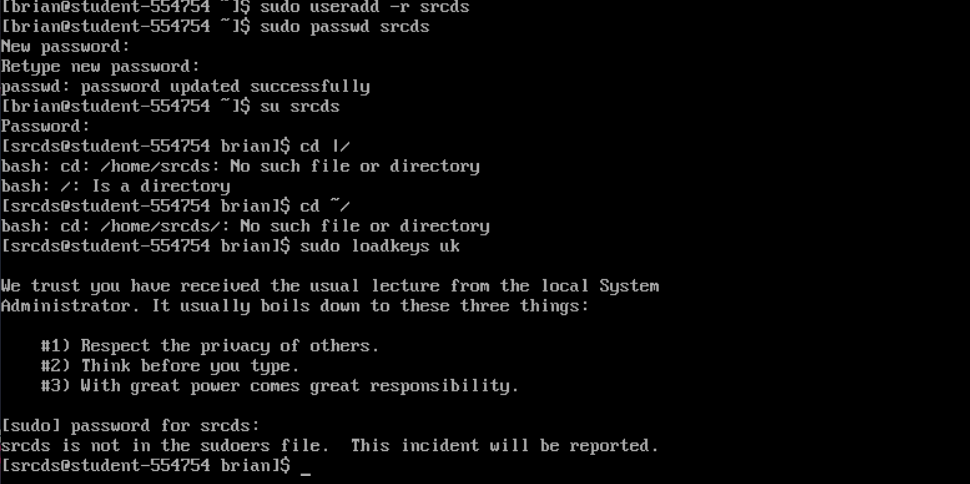 [brian@student-554754 ~]$ sudo useradd -r srcds
[brian@student-554754 ~]$ sudo passwd srcds
New password:
Retype new password:
passwd: password updated successfully
[brian@student-554754 ~]$ su srcds
Password:
[srcds@student-554754 brian]$ cd |/
bash: cd: /home/srcds: No such file or directory
bash: /: Is a directory
[srcds@student-554754 brian]$ cd ~/
bash: cd: /home/srcds/: No such file or directory
[srcds@student-554754 brian]$ sudo loadkeys uk
We trust you have received the usual lecture from the local System
Administrator. It usually boils down to these three things:
#1) Respect the privacy of others.
#2) Think before you type.
#3) With great power comes great responsibility.
[sudo] password for srcds:
srcds is not in the sudoers file.  This incident will be reported.
[srcds@student-554754 brian]$ _